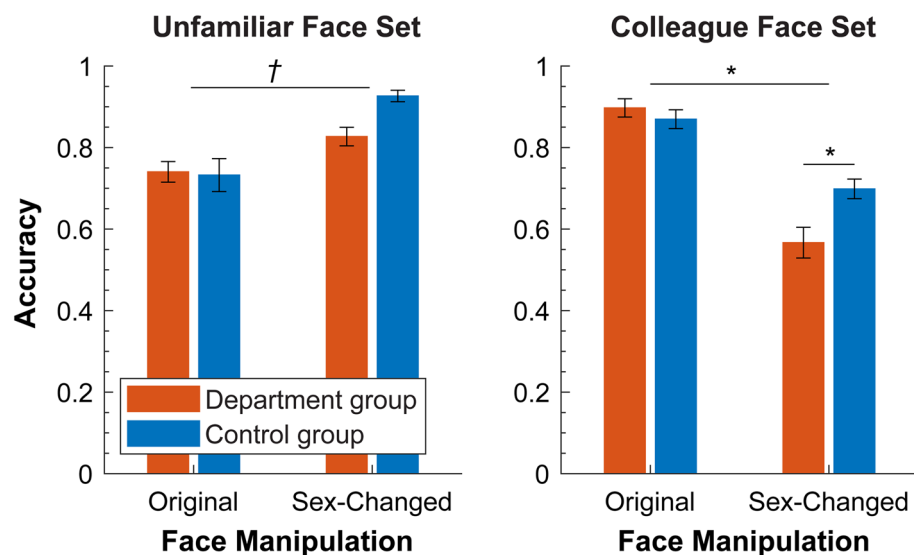 Unfamiliar Face Set
Colleague Face Set
Accuracy
1
0.8
0.6
0.4
0.2
0
†
Department group
Control group
Original
Sex-Changed
Face Manipulation
1
0.8
0.6
0.4
0.2
0
*
*
Original
Sex-Changed
Face Manipulation